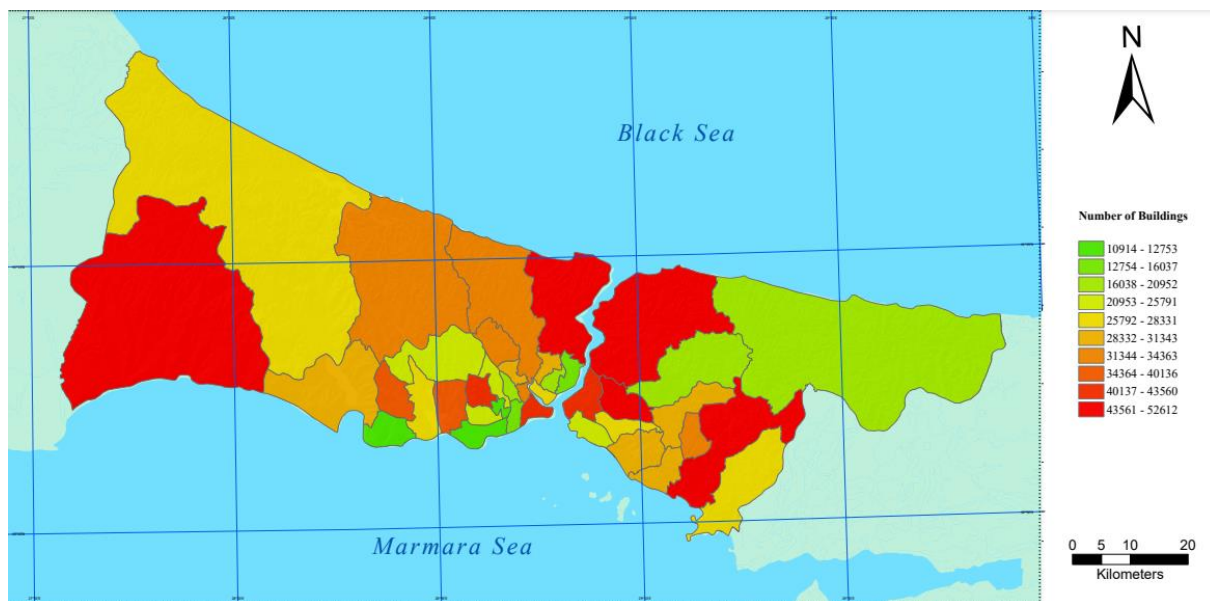 N
Black Sea
Number of Buildings
10914 - 12753
12754 - 16037
16038 - 20952
20953 - 25791
25792 - 28331
28332 - 31343
31344 - 34363
34364 - 40136
40137 - 43560
43561 - 52612
Marmara Sea
0 5 10 20
Kilometers